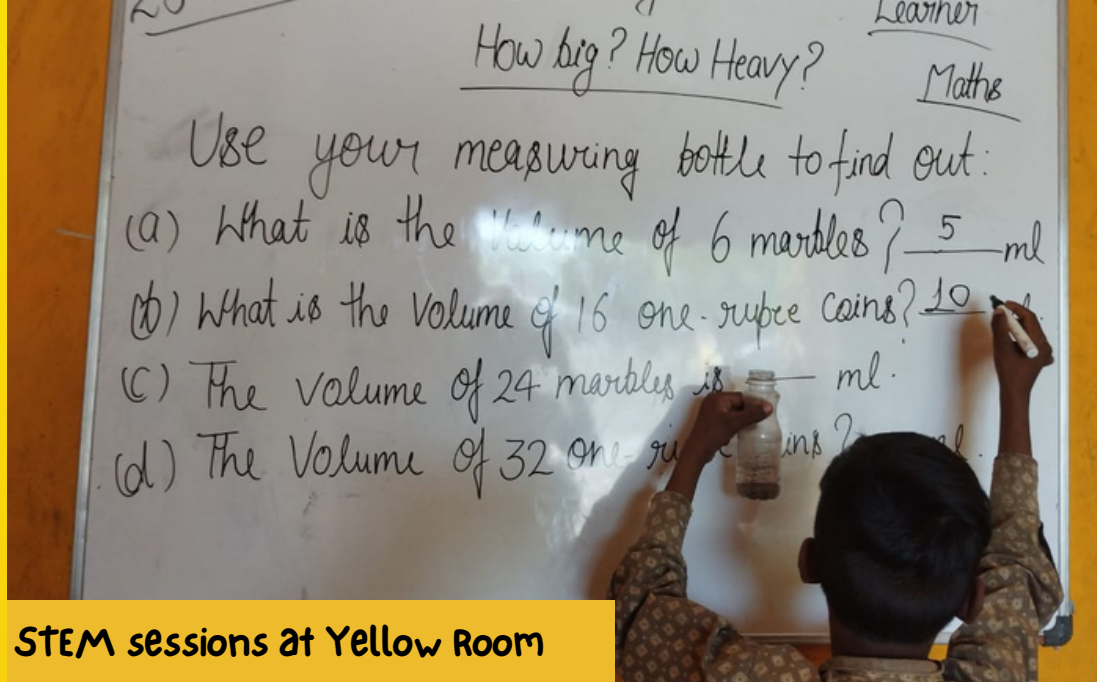 Learner
How big? How Heavy?
Maths
Use your measuring bottle to find out:
(a) What is the Volume of 6 marbles? 5 ml
(b) What is the Volume of 16 one-rupee coins? 10
(c) The volume of 24 marbles is ml.
(d) The Volume of 32 one
STEM sessions at Yellow Room